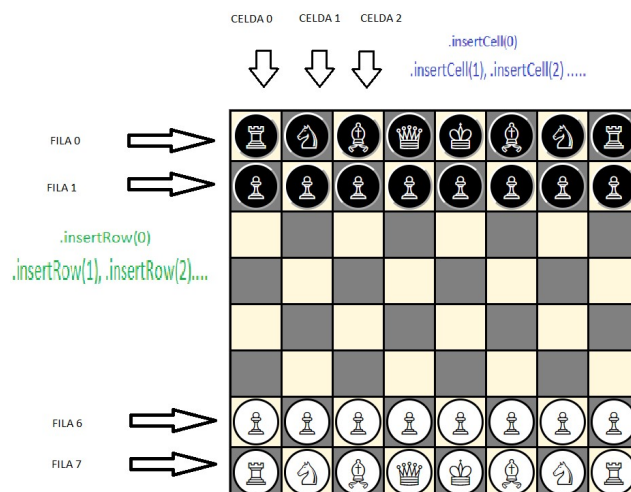 CELDA 0 CELDA 1 CELDA 2
.insertCell(0)
.insertCell(1), .insertCell(2) .....
FILA 0
FILA 1
.insertRow(0)
.insertRow(1), .insertRow(2)....
FILA 6
FILA 7